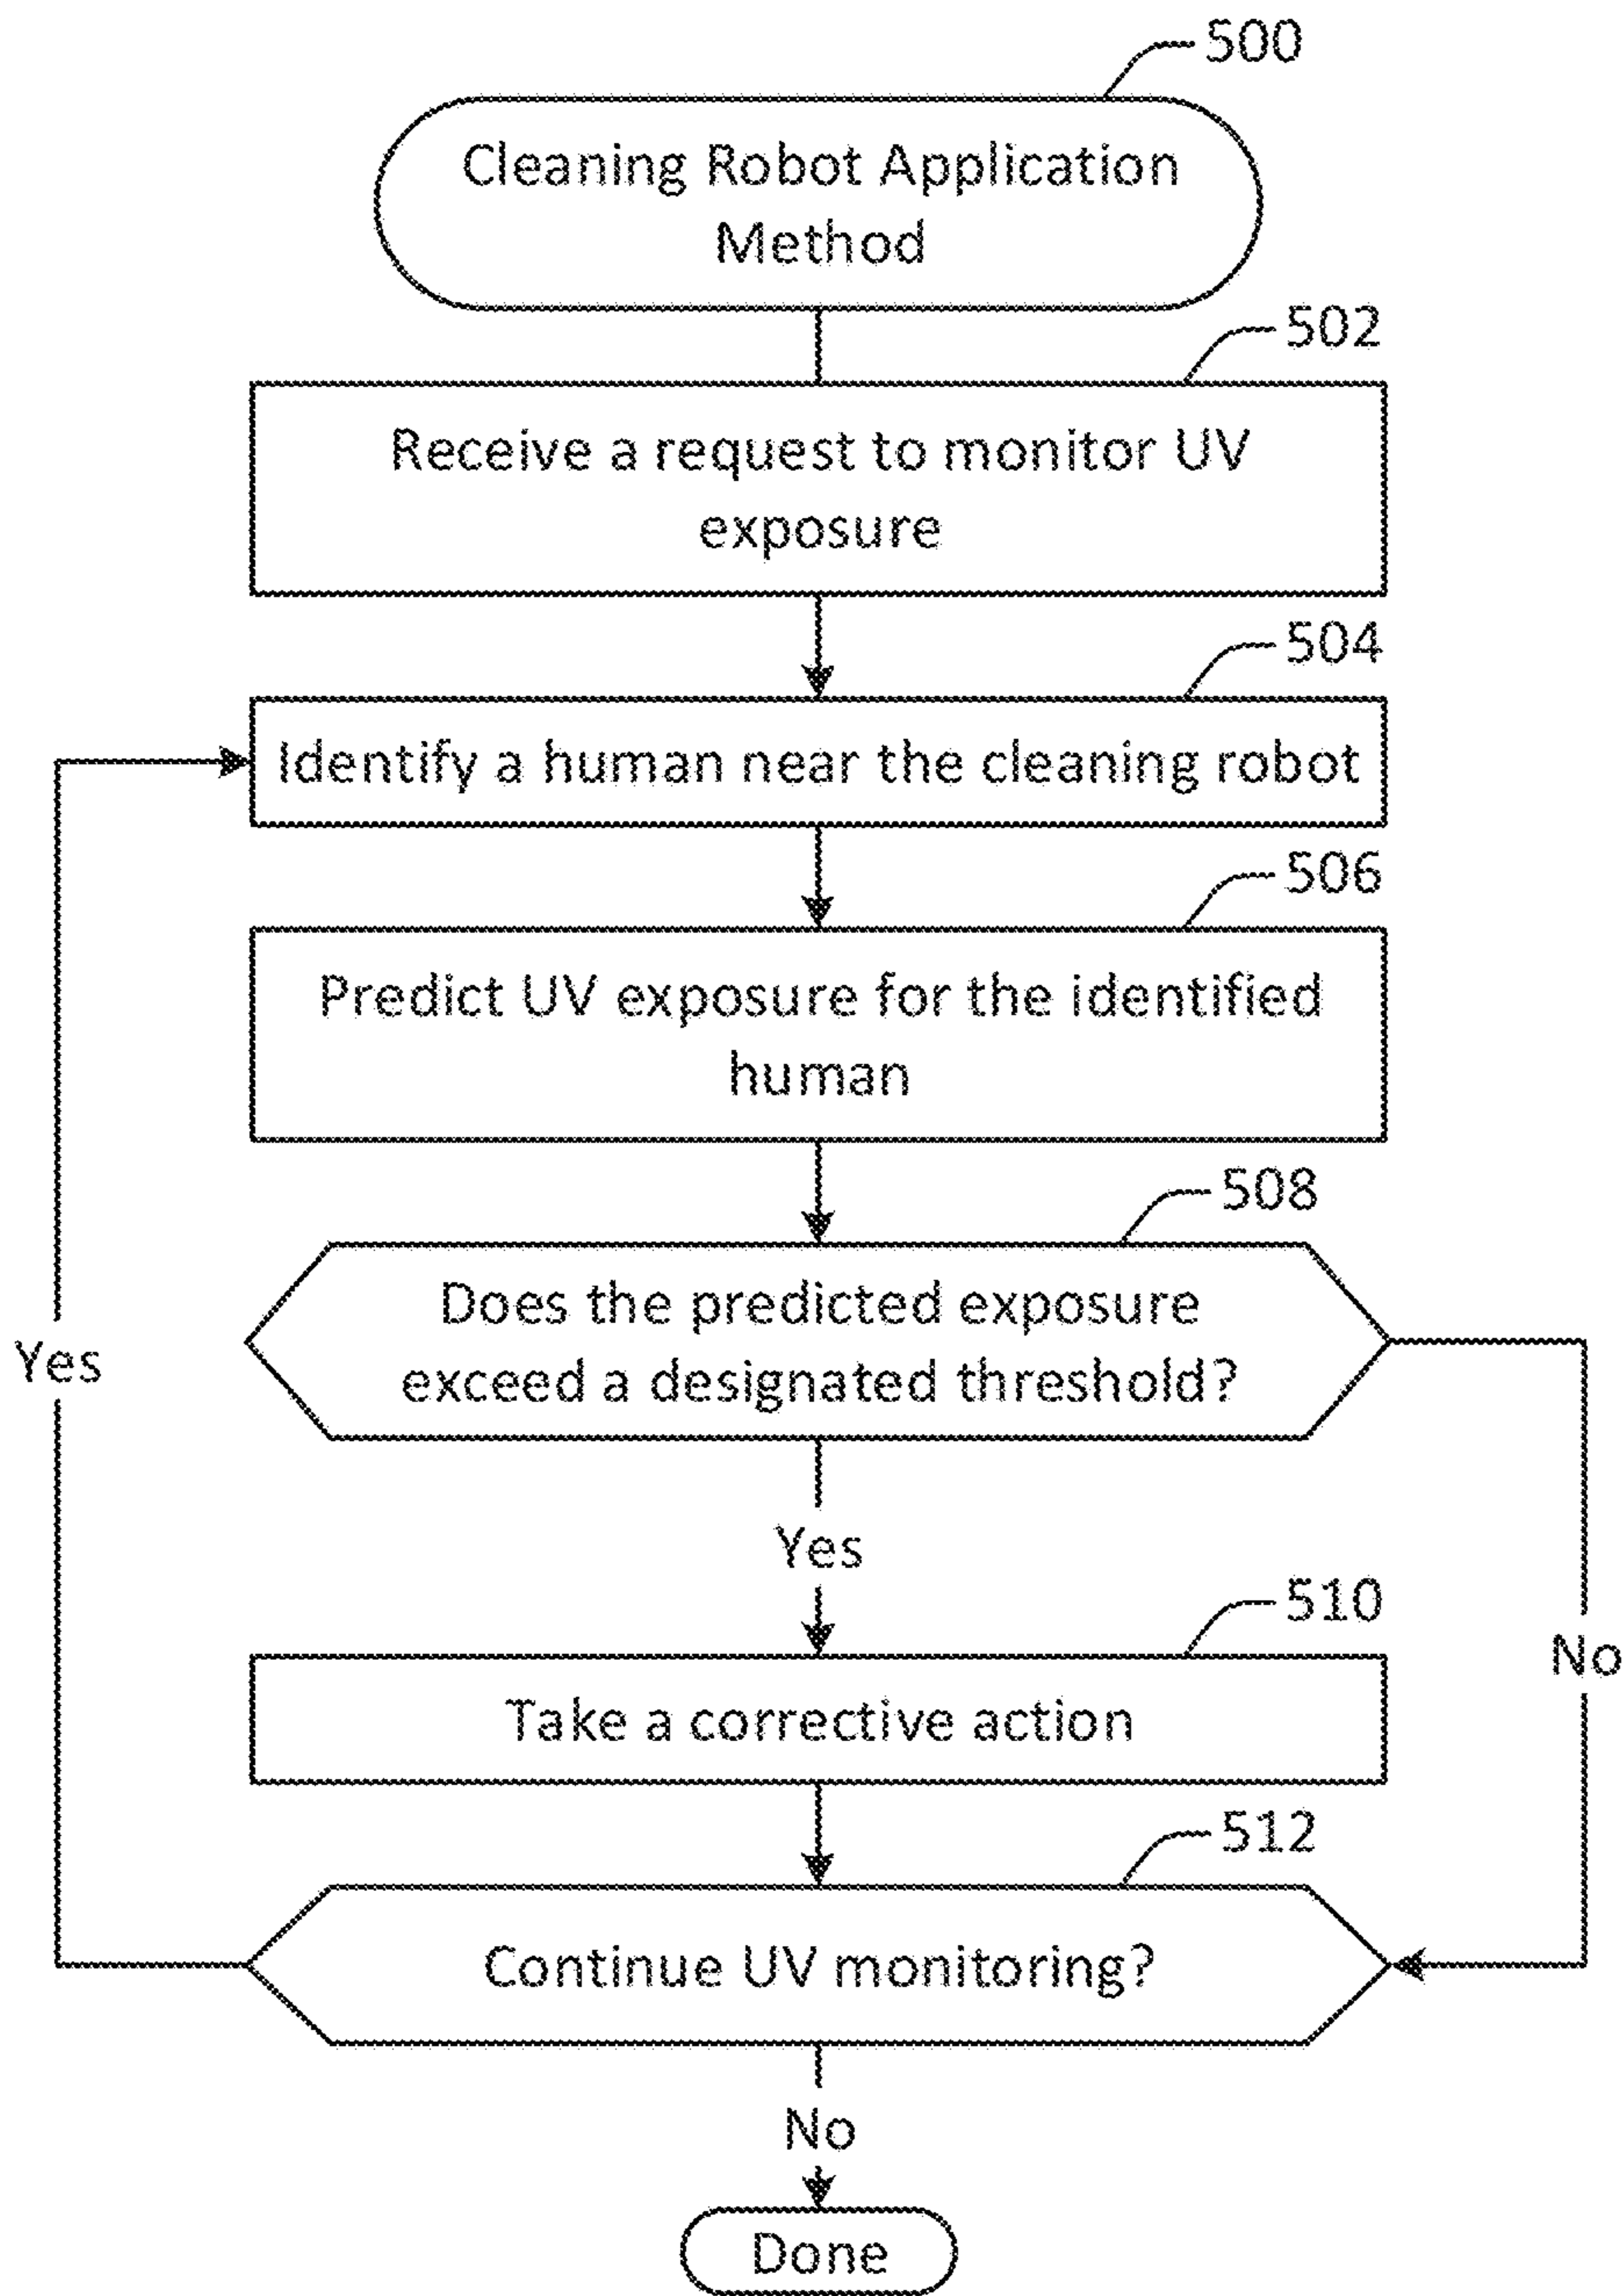 500
Cleaning Robot Application
Method
502
Receive a request to monitor UV
exposure
504
Identify a human near the cleaning robot
506
Predict UV exposure for the identified
human
508
Does the predicted exposure
exceed a designated threshold?
Yes
Yes
510
No
Take a corrective action
512
Continue UV monitoring?
No
Done